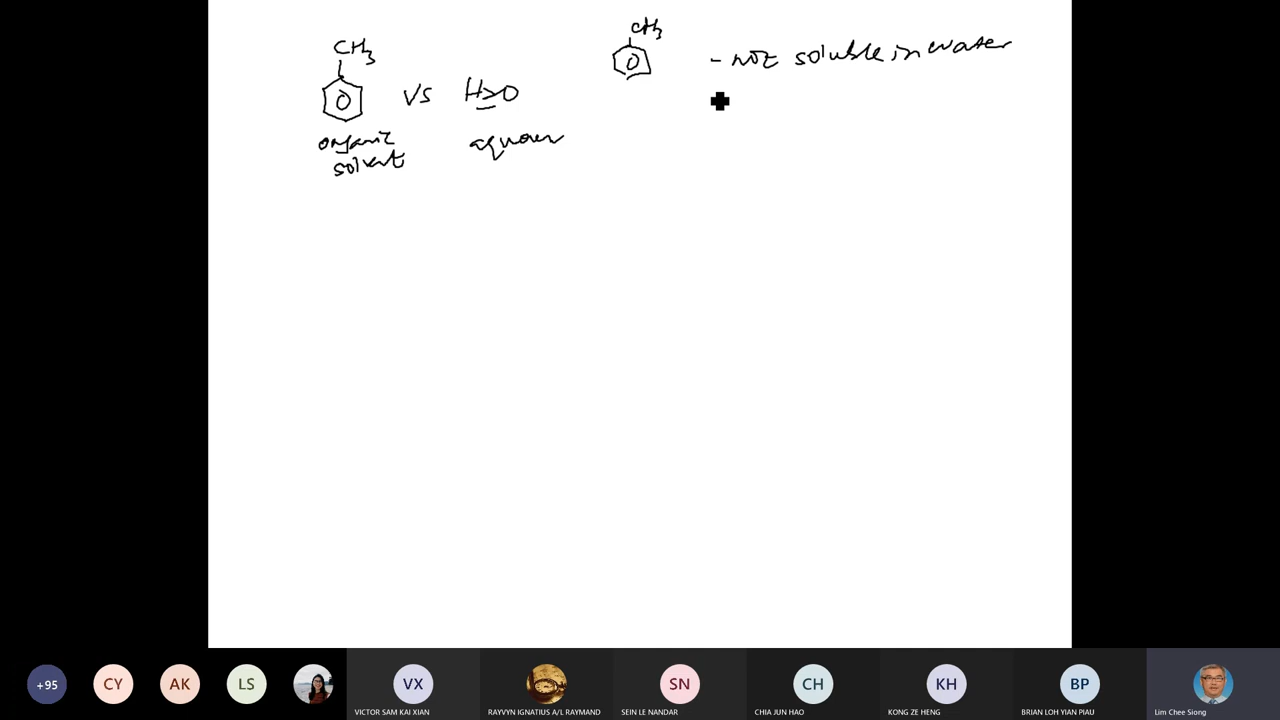 CH3
VS H2O
organic
solvent
aqueous
CH3
- not soluble in water
+95 CY AK LS VX SN CH KH BP
VICTOR SAM KAI XIAN RAYVYN IGNATIUS A/L RAYMAND SEIN LE NANDAR CHIA JUN HAO KONG ZE HENG BRIAN LOH YIAN PIAU Lim Chee Siong